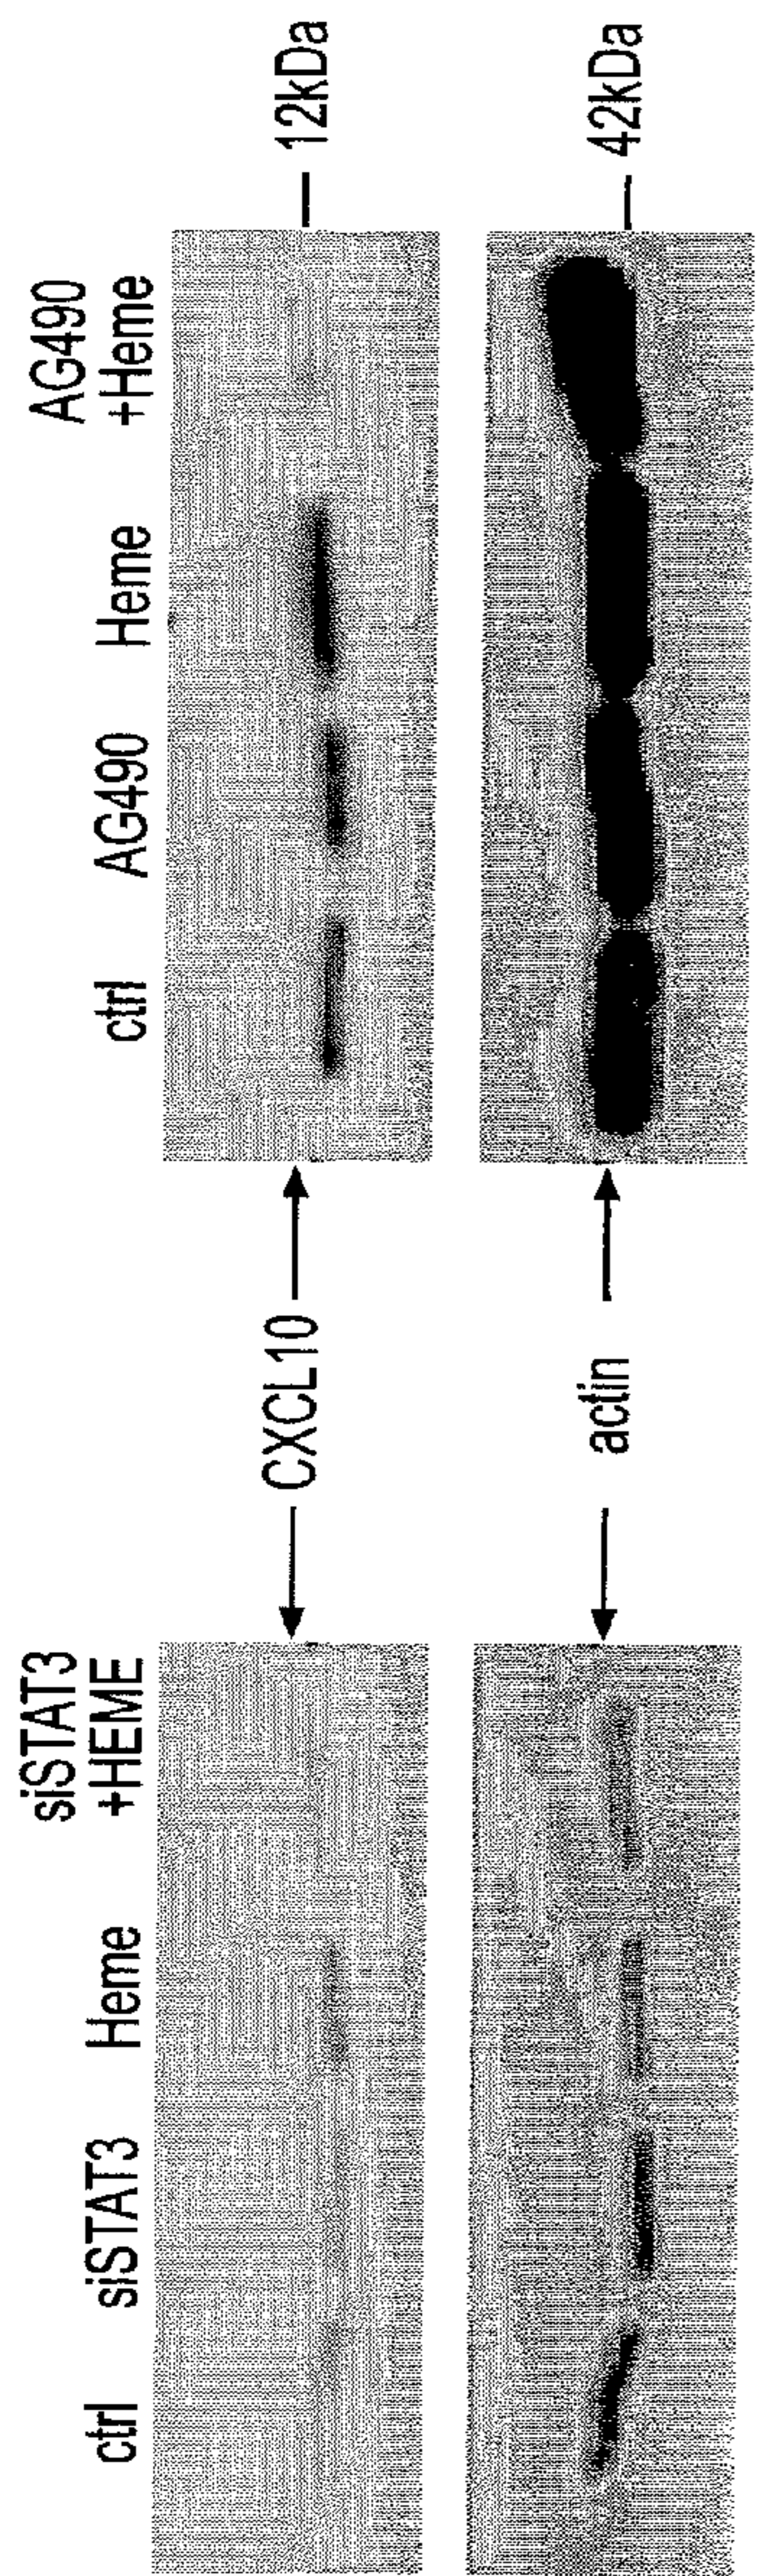 siSTAT3
+HEME
ctrl
siSTAT3
Heme
AG490
+Heme
ctrl
AG490
Heme
CXCL10
12kDa
actin
42kDa